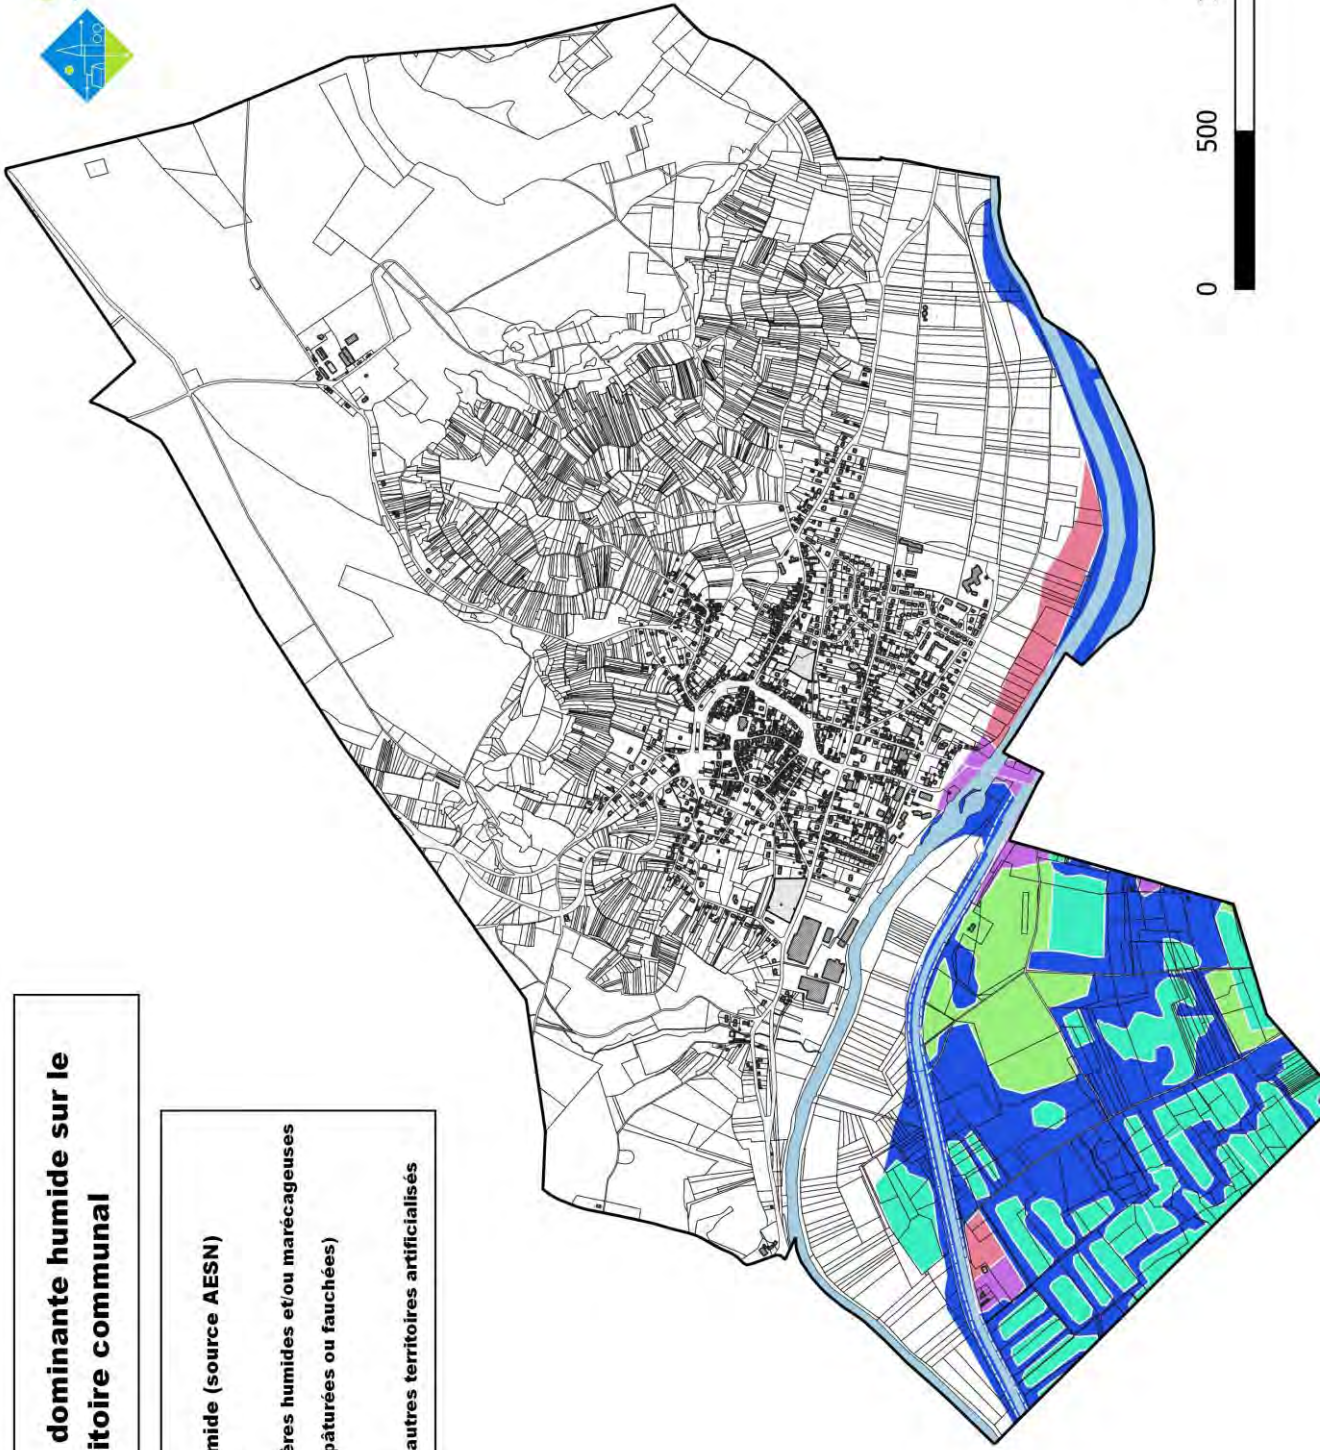 dominante humide sur le
itoire communal
mide (source AESN)
ères humides et/ou marécageuses
pâturées ou fauchées)
autres territoires artificialisés
0
500